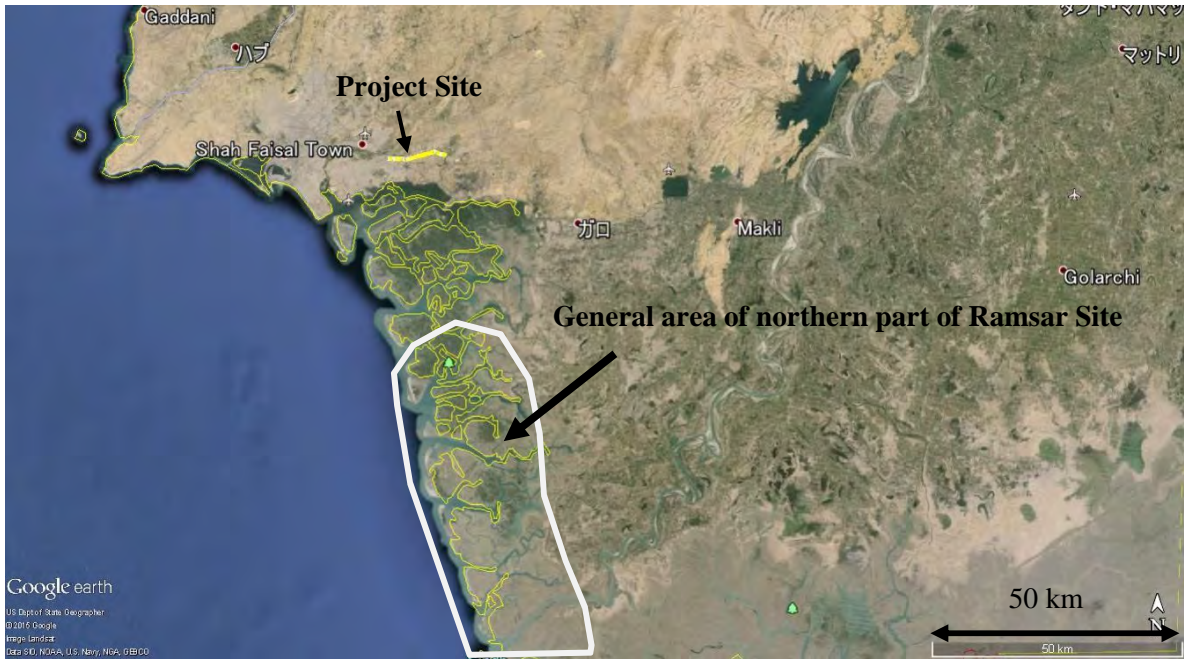 Gaddani
ハブ
マットリ
Project Site
Shah Faisal Town
ガロ
Makli
Golarchi
General area of northern part of Ramsar Site
Google earth
US Dept of State Geographer
© 2015 Google
Image Landsat
Data SIO, NOAA, U.S. Navy, NGA, GEBCO
50 km
N
50 km